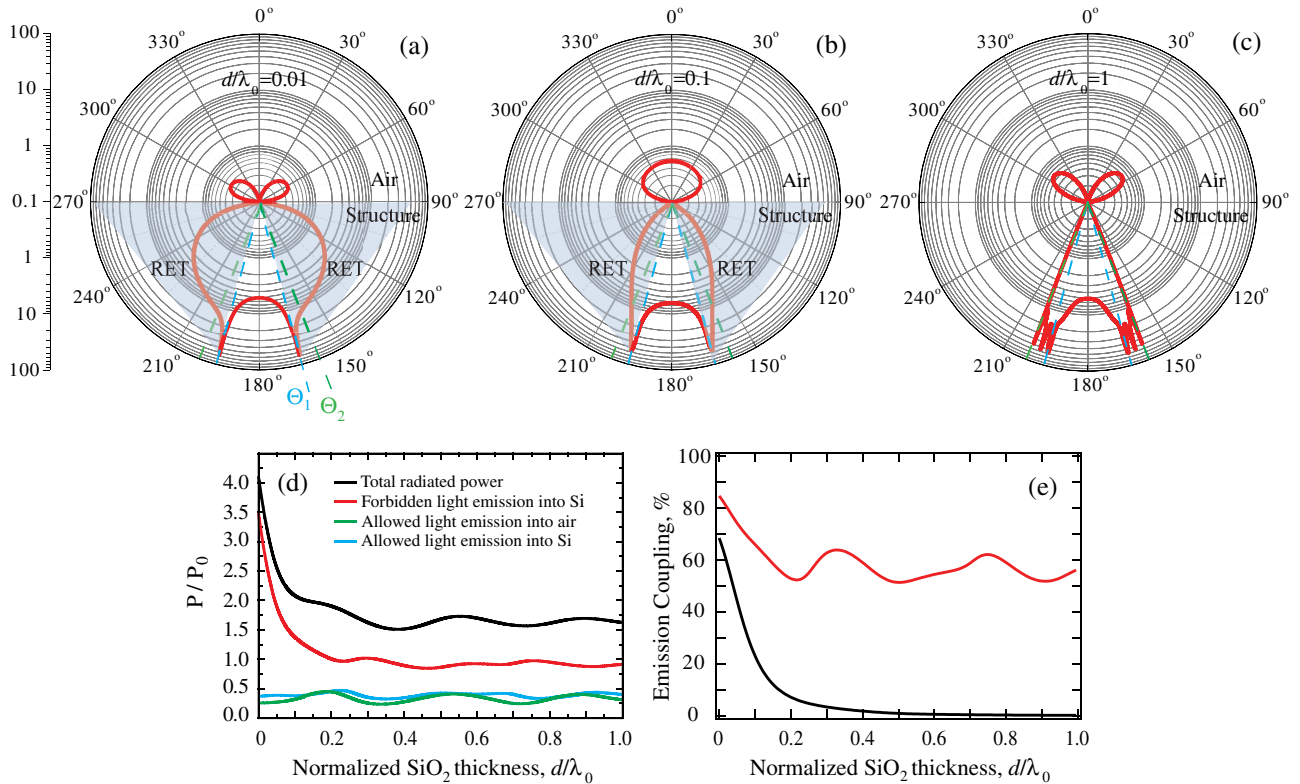 (a)
d/λ₀=0.01
0°
30°
60°
90°
120°
150°
180°
210°
240°
270°
300°
330°
Air
Structure
RET
RET
Θ₁
Θ₂
100
10
1
0.1
1
10
100
(b)
d/λ₀=0.1
0°
30°
60°
90°
120°
150°
180°
210°
240°
270°
300°
330°
Air
Structure
RET
RET
(c)
d/λ₀=1
0°
30°
60°
90°
120°
150°
180°
210°
240°
270°
300°
330°
Air
Structure
(d)
Total radiated power
Forbidden light emission into Si
Allowed light emission into air
Allowed light emission into Si
P / P₀
4.0
3.5
3.0
2.5
2.0
1.5
1.0
0.5
0.0
0
0.2
0.4
0.6
0.8
1.0
Normalized SiO₂ thickness, d/λ₀
(e)
Emission Coupling, %
100
80
60
40
20
0
0
0.2
0.4
0.6
0.8
1.0
Normalized SiO₂ thickness, d/λ₀